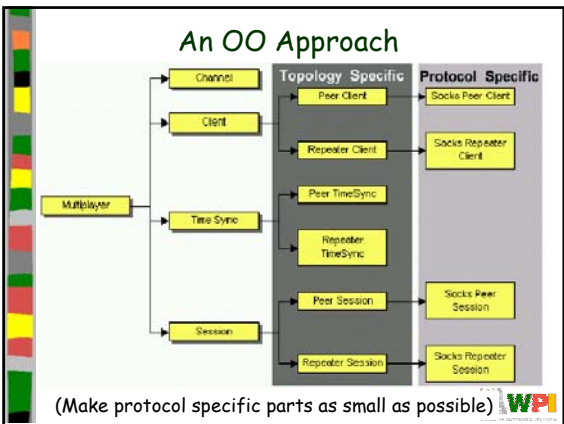 An OO Approach
Topology Specific
Protocol Specific
Channel
Peer Client
Socks Peer Client
Client
Repeater Client
Socks Repeater
Client
Multiplayer
Peer TimeSync
Time Sync
Repeater
TimeSync
Peer Session
Socks Peer
Session
Session
Repeater Session
Socks Repeater
Session
(Make protocol specific parts as small as possible)
WPI